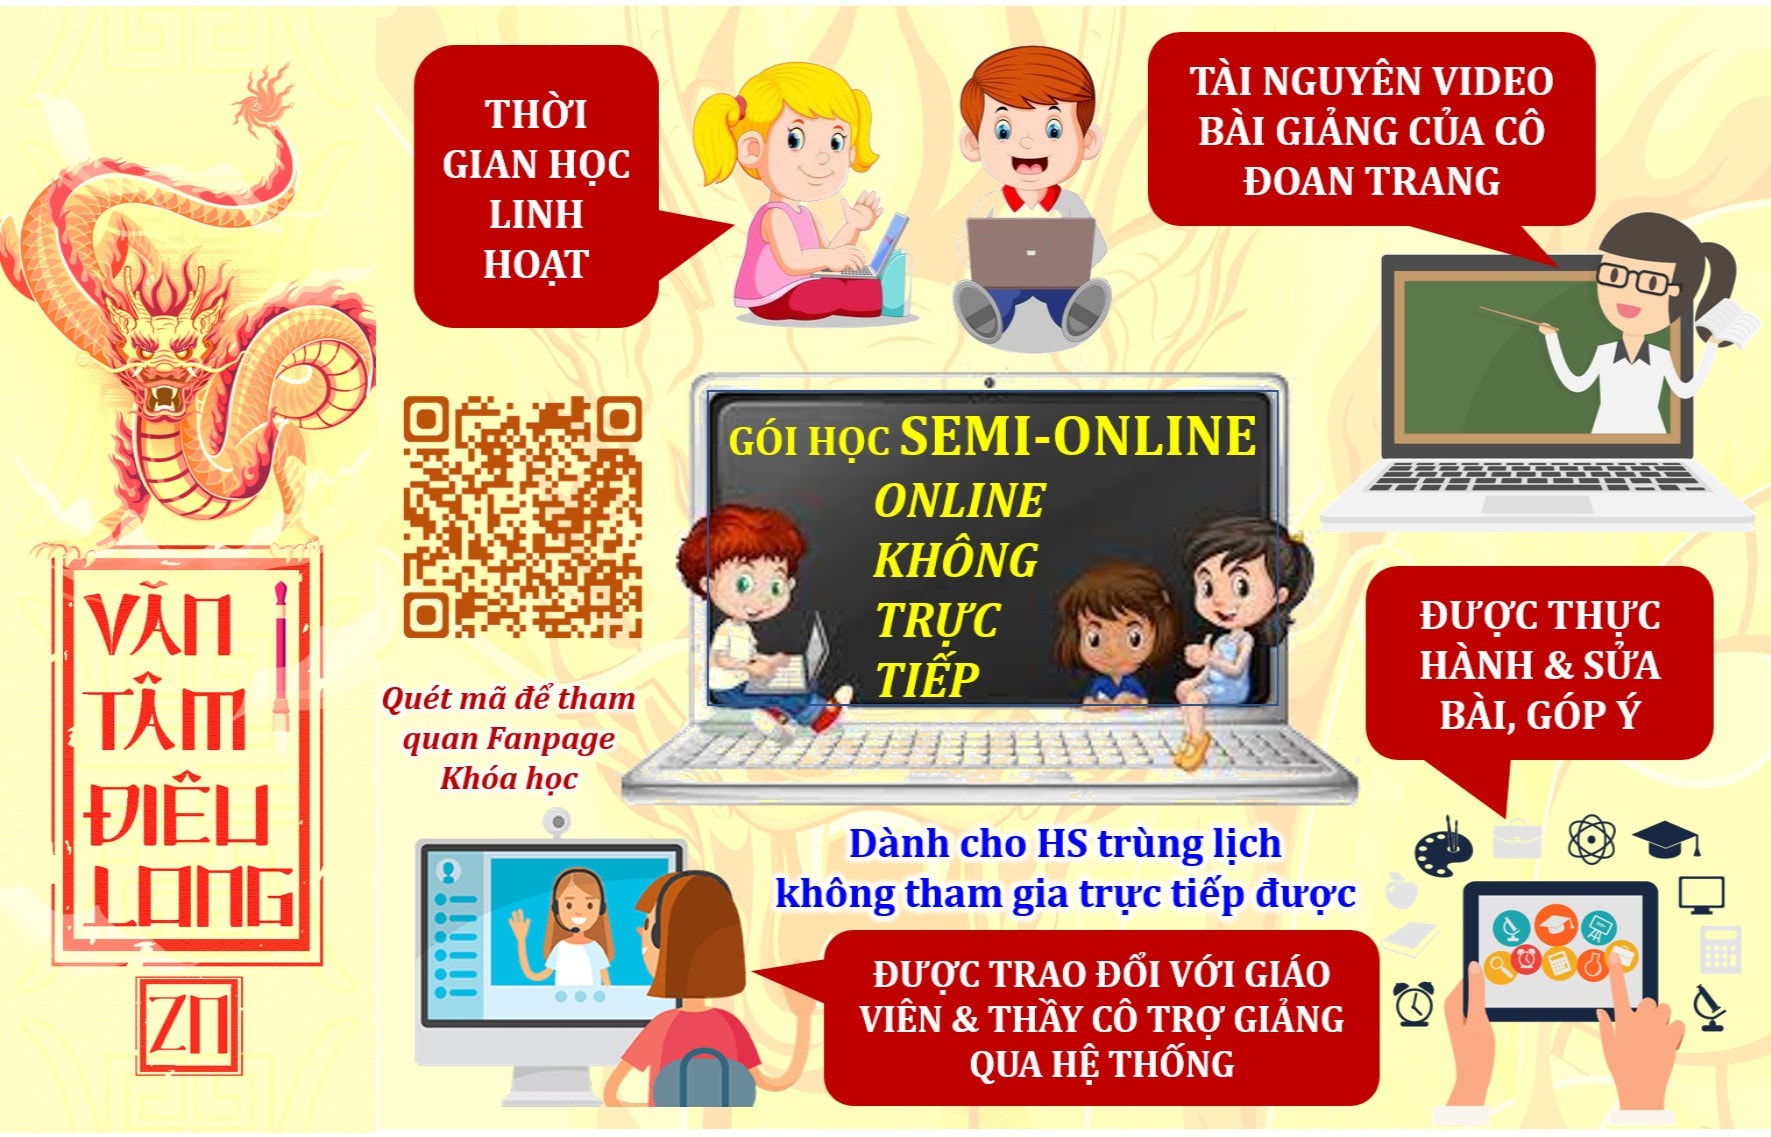 THỜI
GIAN HỌC
LINH
HOẠT
TÀI NGUYÊN VIDEO
BÀI GIẢNG CỦA CÔ
ĐOAN TRANG
GÓI HỌC SEMI-ONLINE
ONLINE
KHÔNG
TRỰC
TIẾP
VĂN
TÂM
ĐIÊU
LONG
ZN
Quét mã để tham
quan Fanpage
Khóa học
ĐƯỢC THỰC
HÀNH & SỬA
BÀI, GÓP Ý
Dành cho HS trùng lịch
không tham gia trực tiếp được
ĐƯỢC TRAO ĐỔI VỚI GIÁO
VIÊN & THẦY CÔ TRỢ GIẢNG
QUA HỆ THỐNG